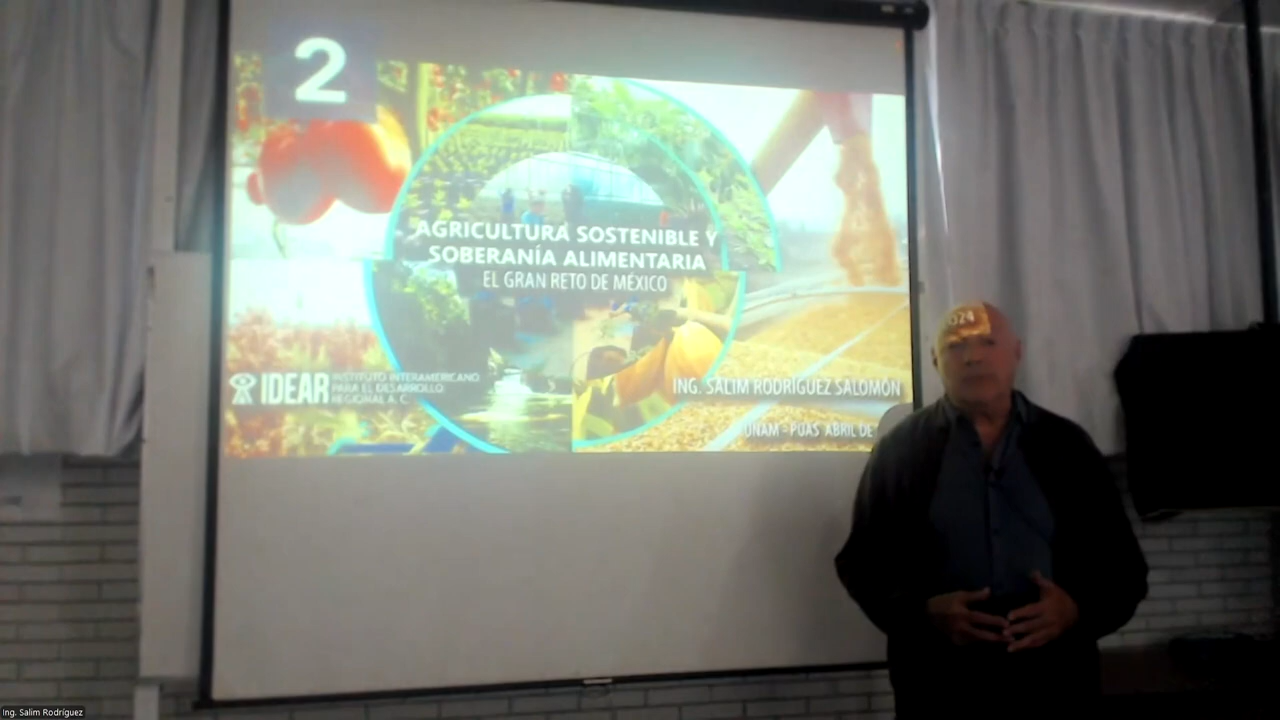 2
AGRICULTURA SOSTENIBLE Y
SOBERANÍA ALIMENTARIA
EL GRAN RETO DE MÉXICO
IDEAR
INSTITUTO INTERAMERICANO
PARA EL DESARROLLO
REGIONAL A. C.
ING. SALIM RODRÍGUEZ SALOMÓN
UNAM - PUAS ABRIL DE
024
Ing. Salim Rodríguez